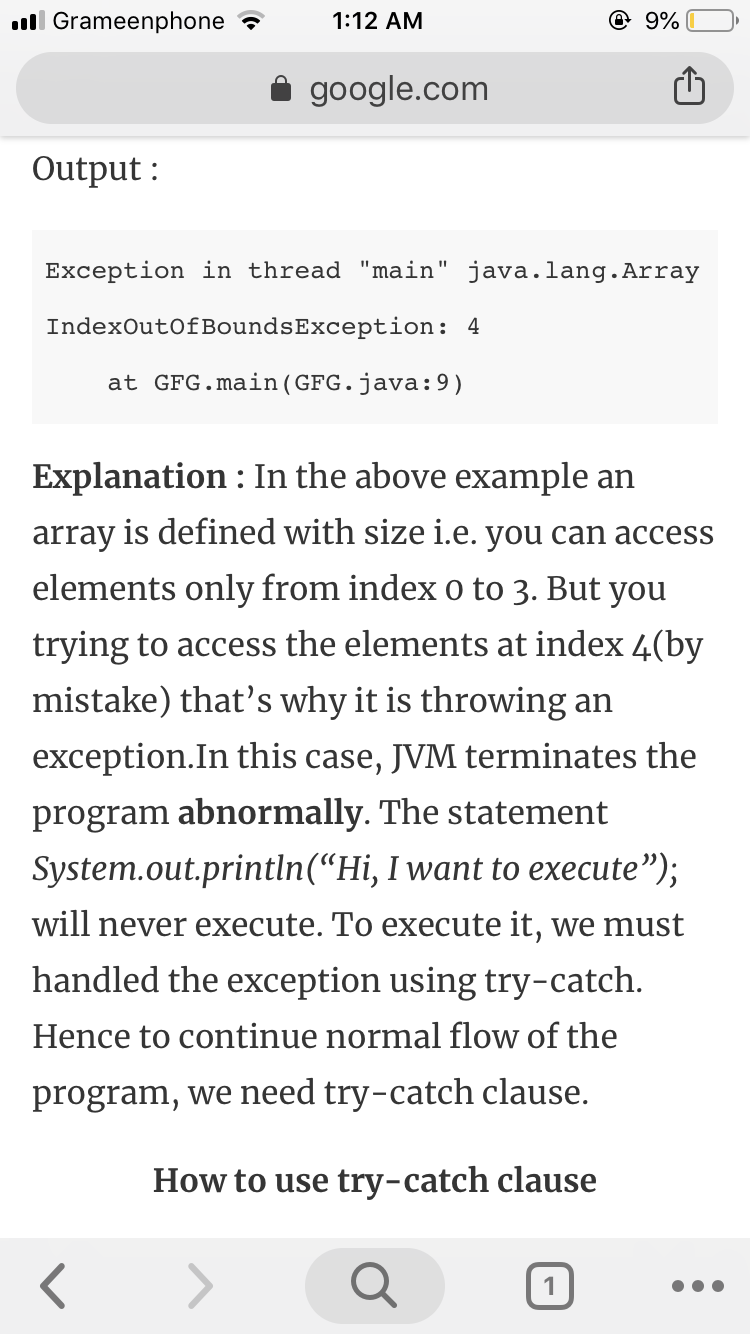 Grameenphone 1:12 AM 9%
google.com
Output :
Exception in thread "main" java.lang.Array
IndexOutOfBoundsException: 4
at GFG.main(GFG.java:9)
Explanation : In the above example an
array is defined with size i.e. you can access
elements only from index 0 to 3. But you
trying to access the elements at index 4(by
mistake) that’s why it is throwing an
exception.In this case, JVM terminates the
program abnormally. The statement
System.out.println(“Hi, I want to execute”);
will never execute. To execute it, we must
handled the exception using try-catch.
Hence to continue normal flow of the
program, we need try-catch clause.
How to use try-catch clause
1